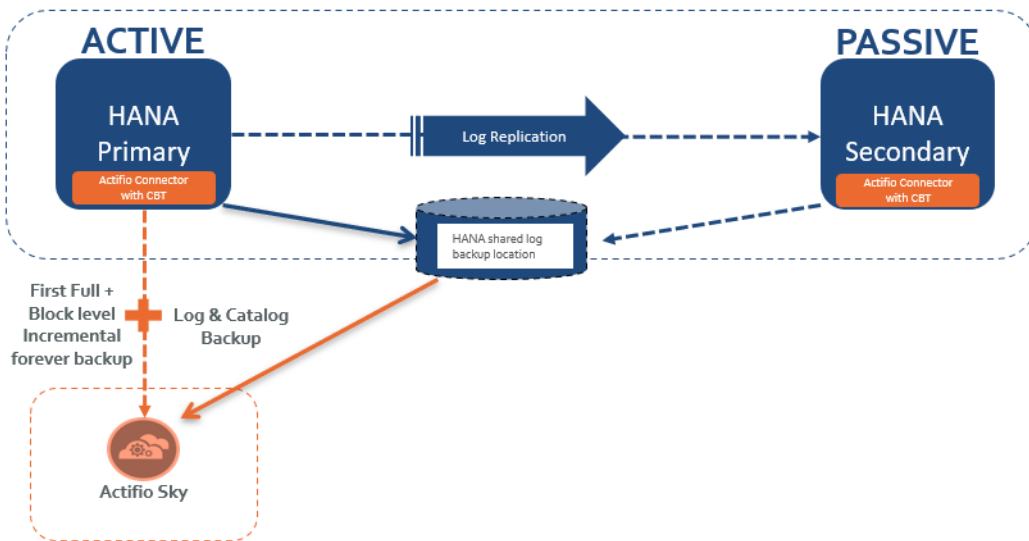 ACTIVE
PASSIVE
HANA
Primary
Actifio Connector
with CBT
Log Replication
HANA
Secondary
Actifio Connector
with CBT
HANA shared log
backup location
First Full +
Block level
Incremental
forever backup
Log & Catalog
Backup
Actifio Sky